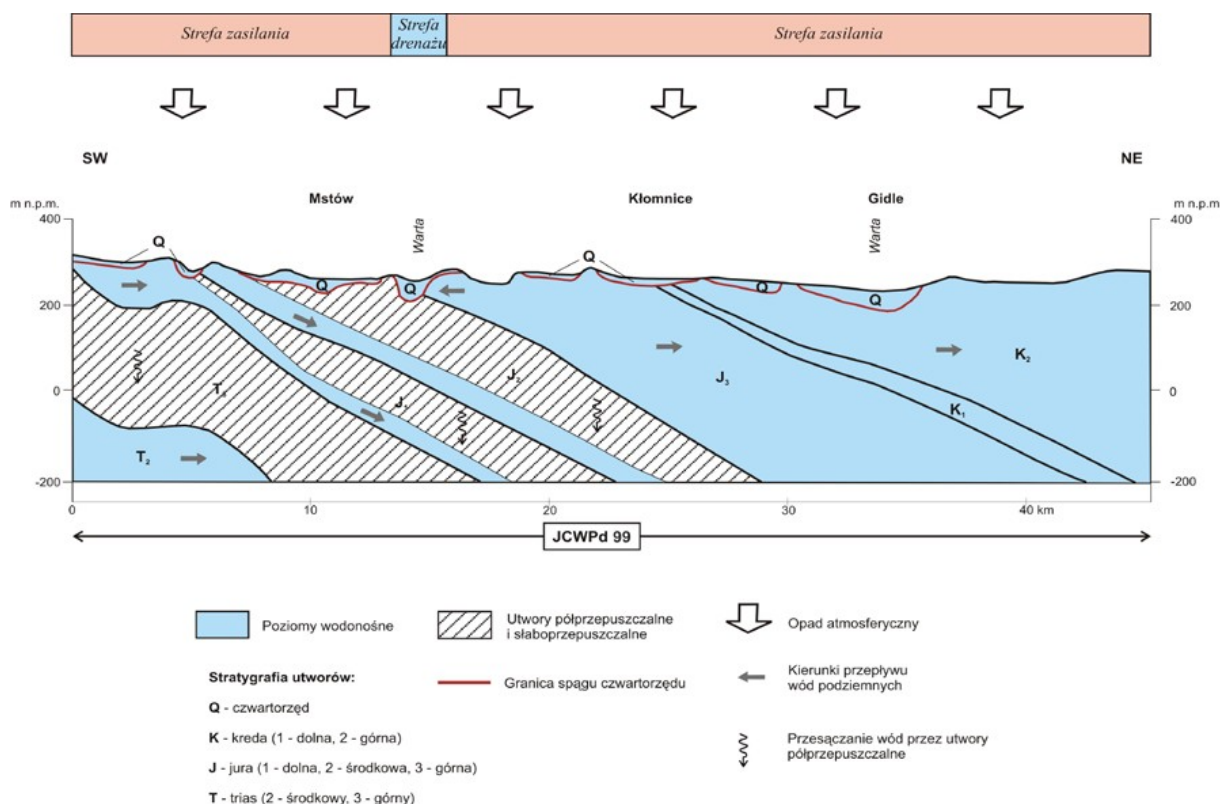 Strefa zasilania
Strefa
drenażu
Strefa zasilania
SW
NE
Mstów
Kłomnice
Gidle
m n.p.m.
m n.p.m
400
400
Warta
Warta
Q
Q
Q
Q
Q
Q
200
200
K₂
J₂
J₃
0
0
T₃
J₁
K₁
T₂
-200
-200
0
10
20
30
40 km
JCWPd 99
Poziomy wodonośne
Utwory półprzepuszczalne
i słaboprzepuszczalne
Opad atmosferyczny
Stratygrafia utworów:
Granica spągu czwartorzędu
Kierunki przepływu
wód podziemnych
Q - czwartorzęd
K - kreda (1 - dolna, 2 - górna)
Przesączanie wód przez utwory
półprzepuszczalne
J - jura (1 - dolna, 2 - środkowa, 3 - górna)
T - trias (2 - środkowy, 3 - górny)